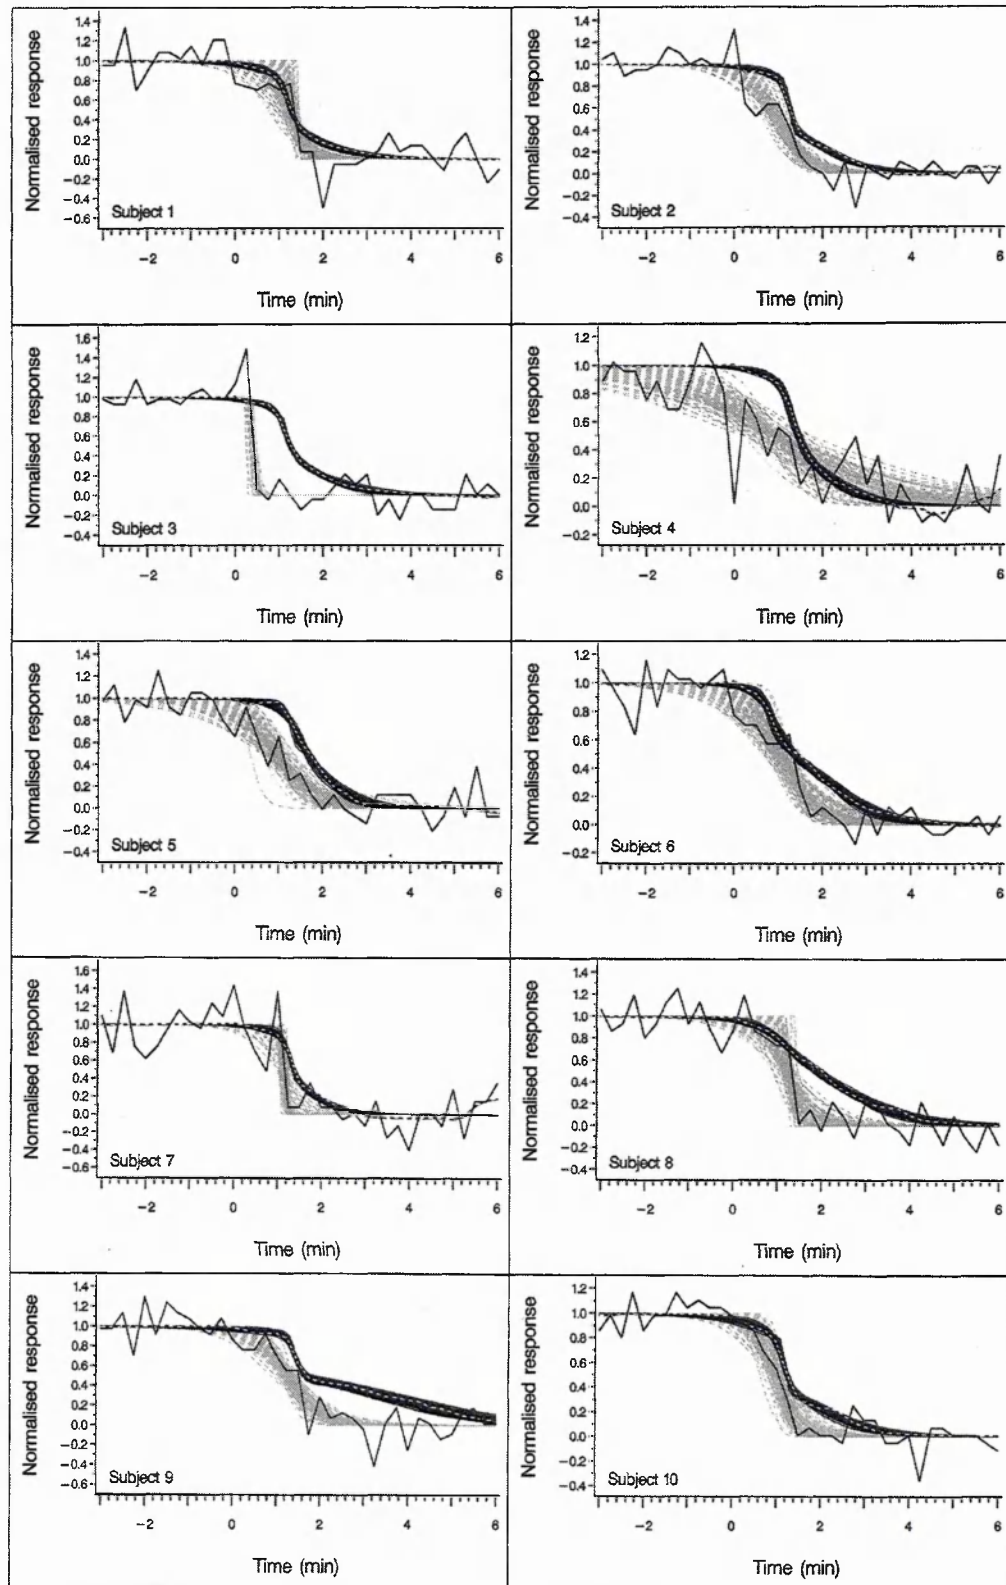 Normalised response
1.4
1.2
1.0
0.8
0.6
0.4
0.2
0.0
−0.2
−0.4
−0.6
Subject 1
−2 0 2 4 6
Time (min)
Normalised response
1.4
1.2
1.0
0.8
0.6
0.4
0.2
0.0
−0.2
−0.4
Subject 2
−2 0 2 4 6
Time (min)
Normalised response
1.6
1.4
1.2
1.0
0.8
0.6
0.4
0.2
0.0
−0.2
−0.4
Subject 3
−2 0 2 4 6
Time (min)
Normalised response
1.2
1.0
0.8
0.6
0.4
0.2
0.0
−0.2
Subject 4
−2 0 2 4 6
Time (min)
Normalised response
1.4
1.2
1.0
0.8
0.6
0.4
0.2
0.0
−0.2
−0.4
Subject 5
−2 0 2 4 6
Time (min)
Normalised response
1.2
1.0
0.8
0.6
0.4
0.2
0.0
−0.2
Subject 6
−2 0 2 4 6
Time (min)
Normalised response
1.6
1.4
1.2
1.0
0.8
0.6
0.4
0.2
0.0
−0.2
−0.4
−0.6
Subject 7
−2 0 2 4 6
Time (min)
Normalised response
1.4
1.2
1.0
0.8
0.6
0.4
0.2
0.0
−0.2
−0.4
Subject 8
−2 0 2 4 6
Time (min)
Normalised response
1.4
1.2
1.0
0.8
0.6
0.4
0.2
0.0
−0.2
−0.4
−0.6
Subject 9
−2 0 2 4 6
Time (min)
Normalised response
1.4
1.2
1.0
0.8
0.6
0.4
0.2
0.0
−0.2
−0.4
Subject 10
−2 0 2 4 6
Time (min)